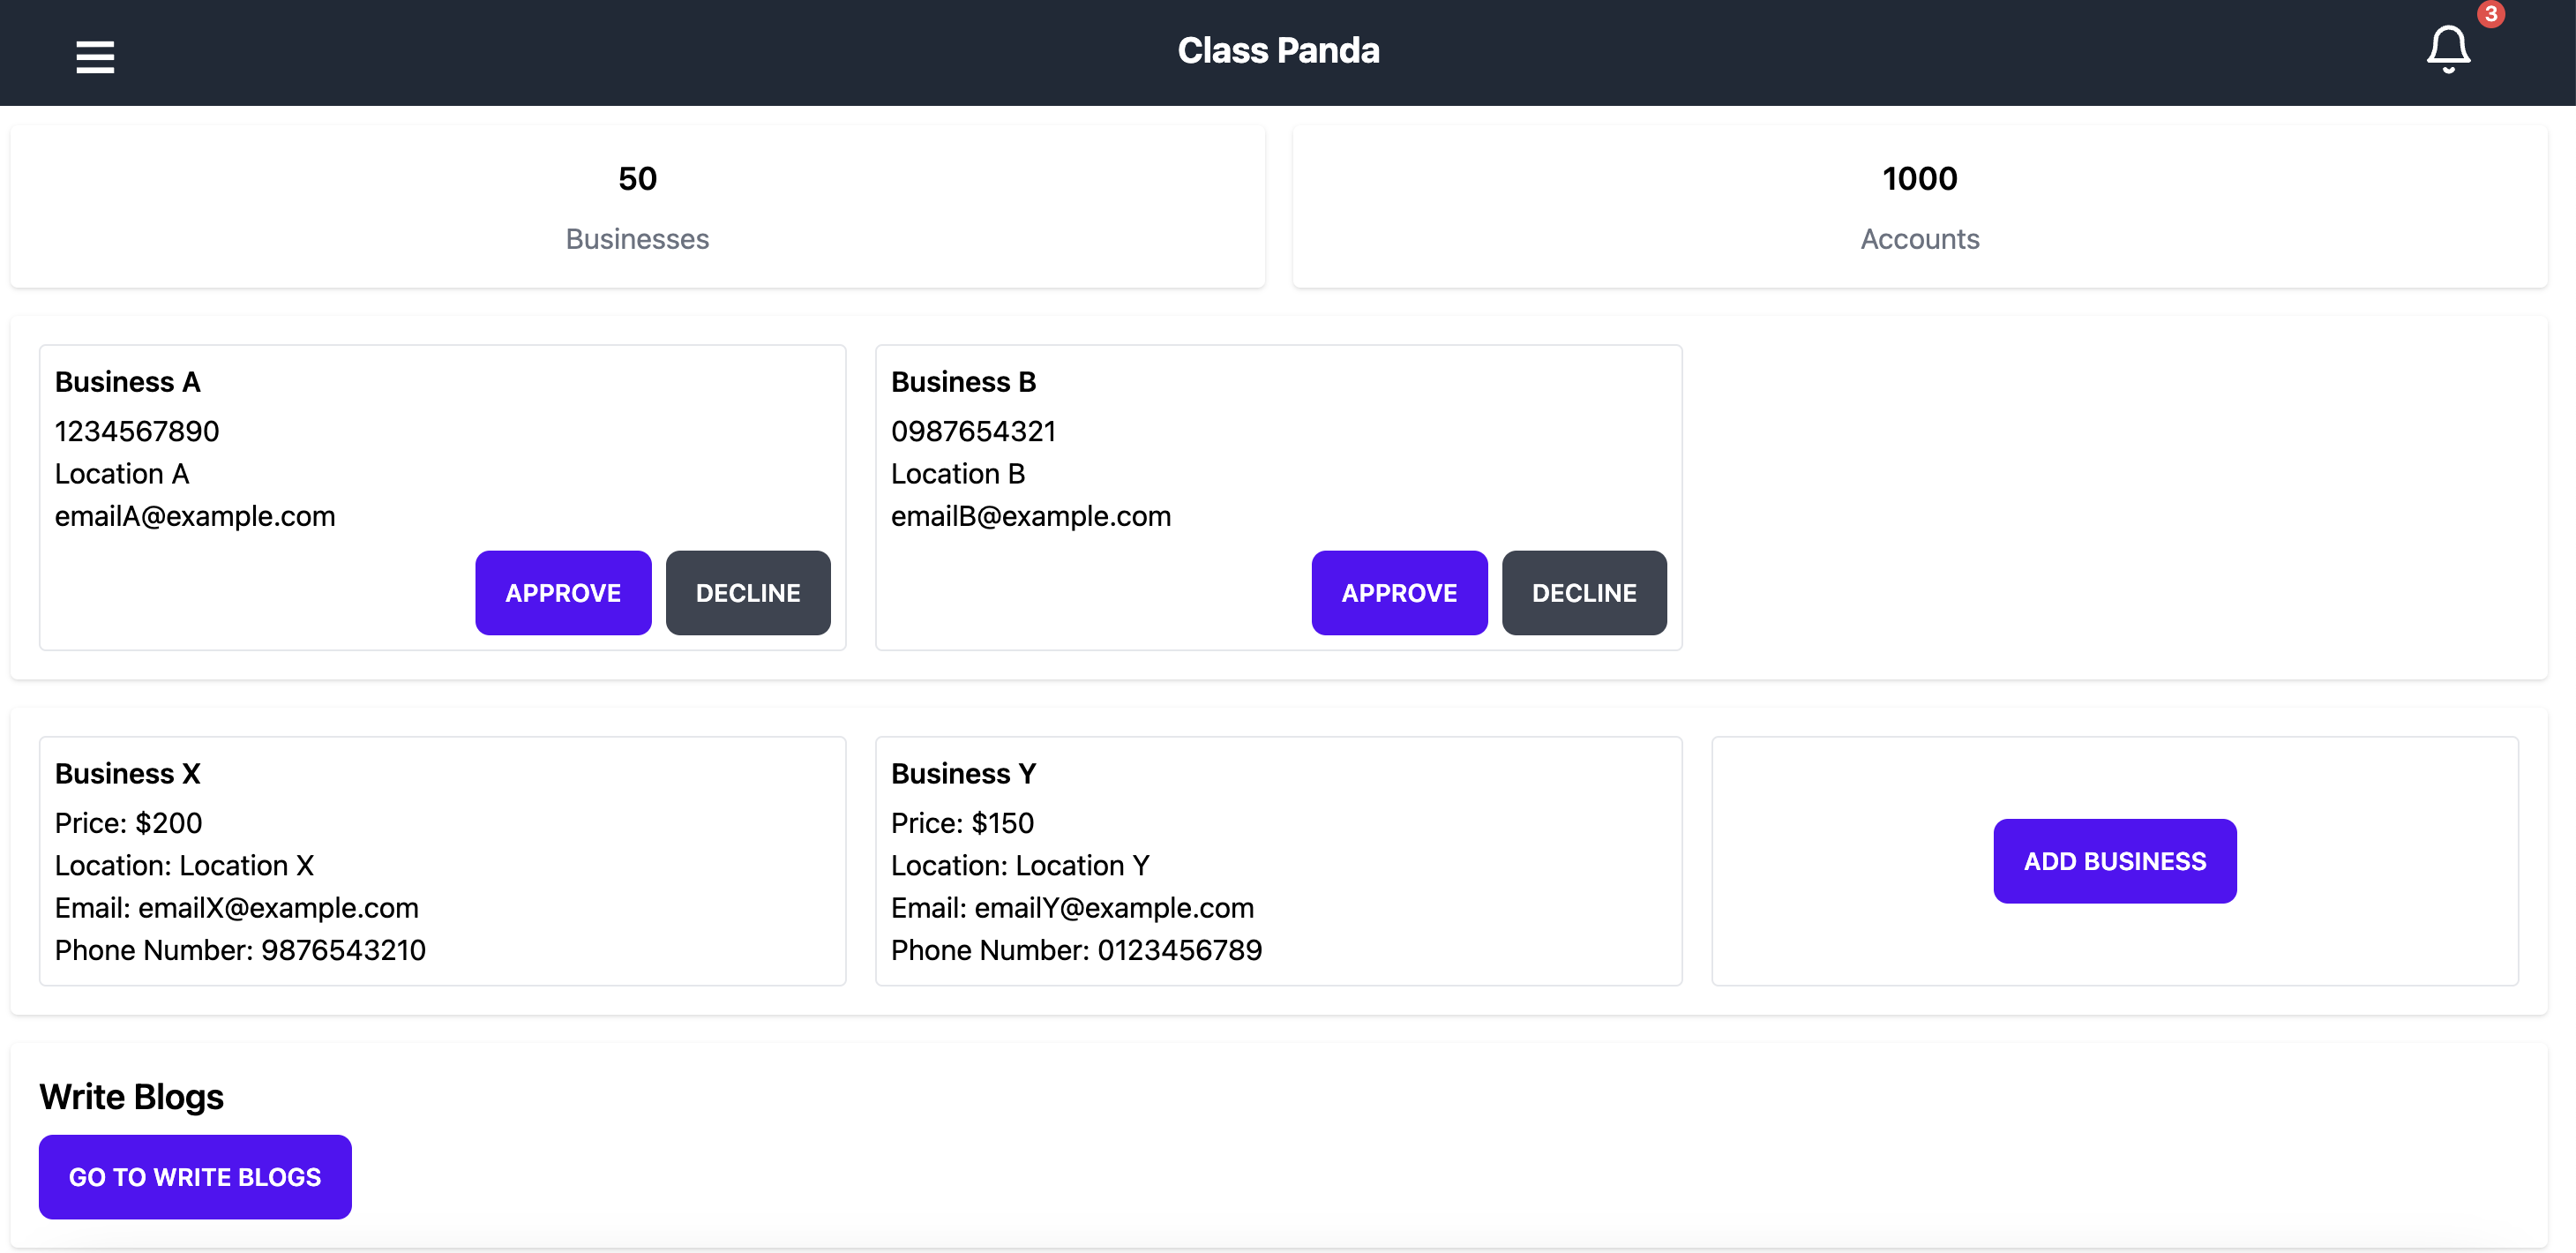 Class Panda
3
50
Businesses
1000
Accounts
Business A
1234567890
Location A
emailA@example.com
APPROVE
DECLINE
Business B
0987654321
Location B
emailB@example.com
APPROVE
DECLINE
Business X
Price: $200
Location: Location X
Email: emailX@example.com
Phone Number: 9876543210
Business Y
Price: $150
Location: Location Y
Email: emailY@example.com
Phone Number: 0123456789
ADD BUSINESS
Write Blogs
GO TO WRITE BLOGS